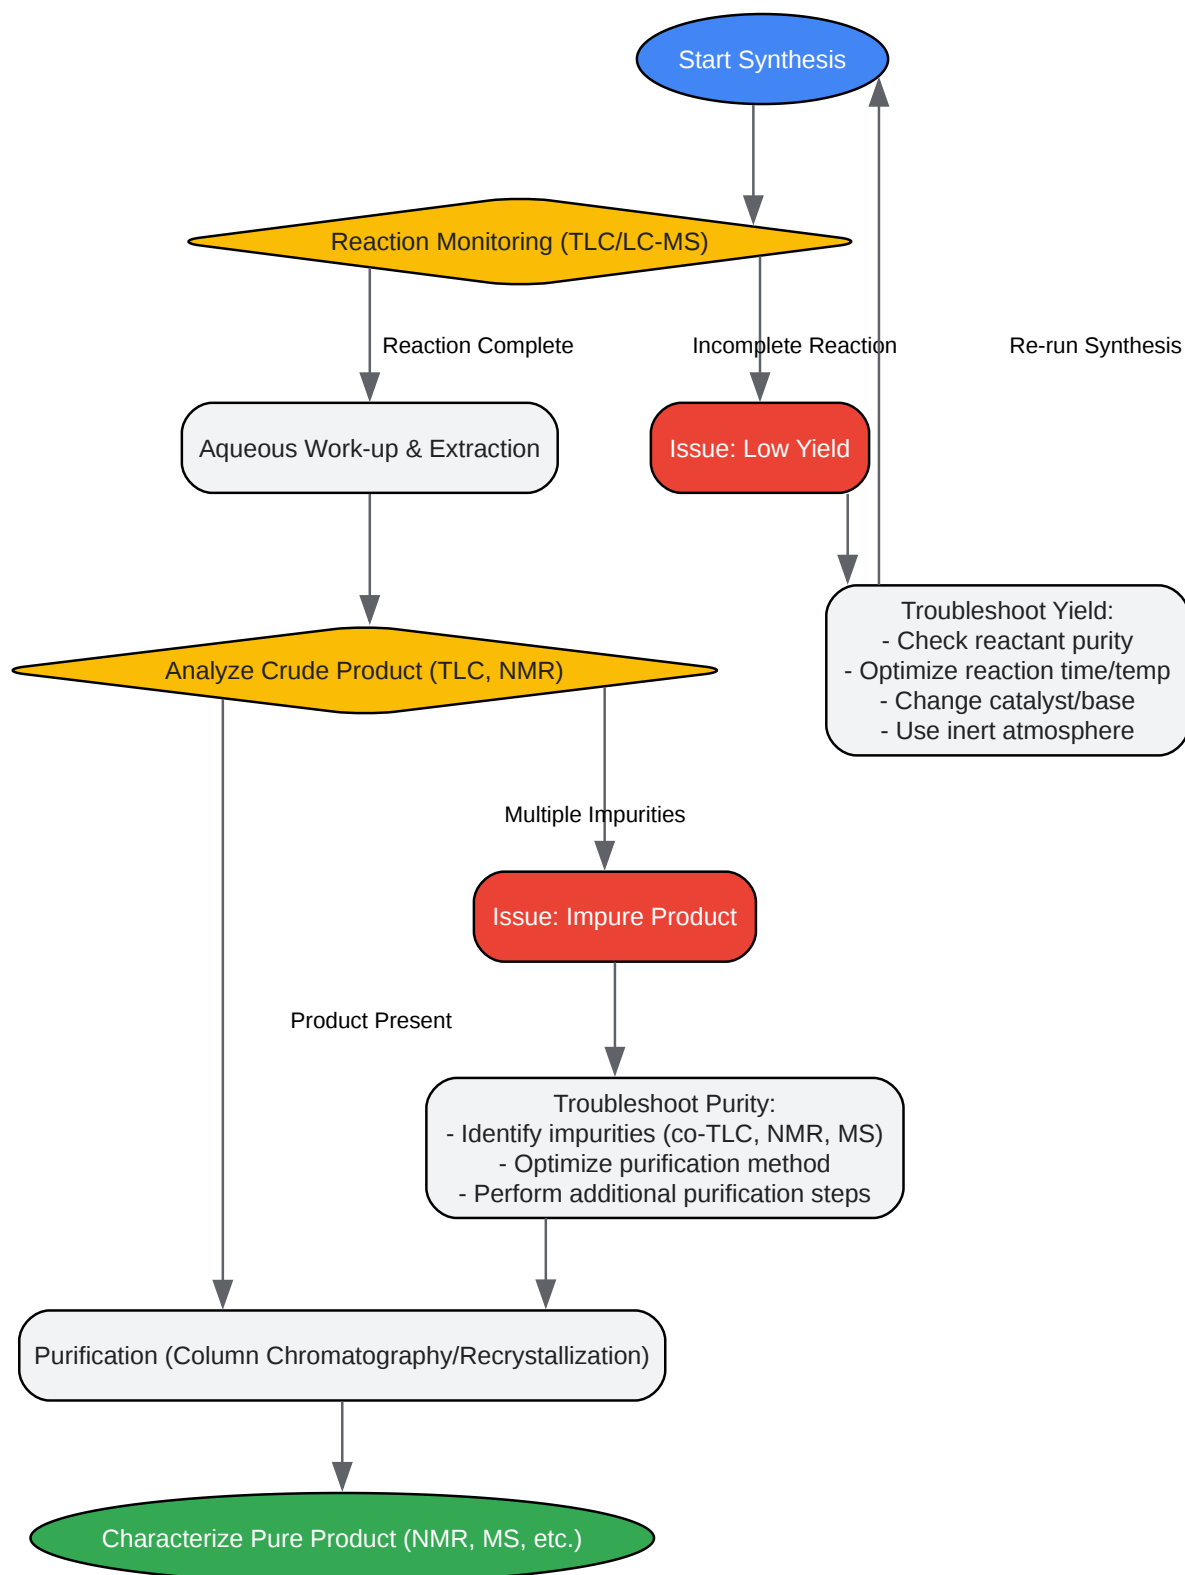 Start Synthesis
Reaction Monitoring (TLC/LC-MS)
Reaction Complete
Incomplete Reaction
Re-run Synthesis
Aqueous Work-up & Extraction
Issue: Low Yield
Troubleshoot Yield:
- Check reactant purity
- Optimize reaction time/temp
- Change catalyst/base
- Use inert atmosphere
Analyze Crude Product (TLC, NMR)
Multiple Impurities
Issue: Impure Product
Product Present
Troubleshoot Purity:
- Identify impurities (co-TLC, NMR, MS)
- Optimize purification method
- Perform additional purification steps
Purification (Column Chromatography/Recrystallization)
Characterize Pure Product (NMR, MS, etc.)